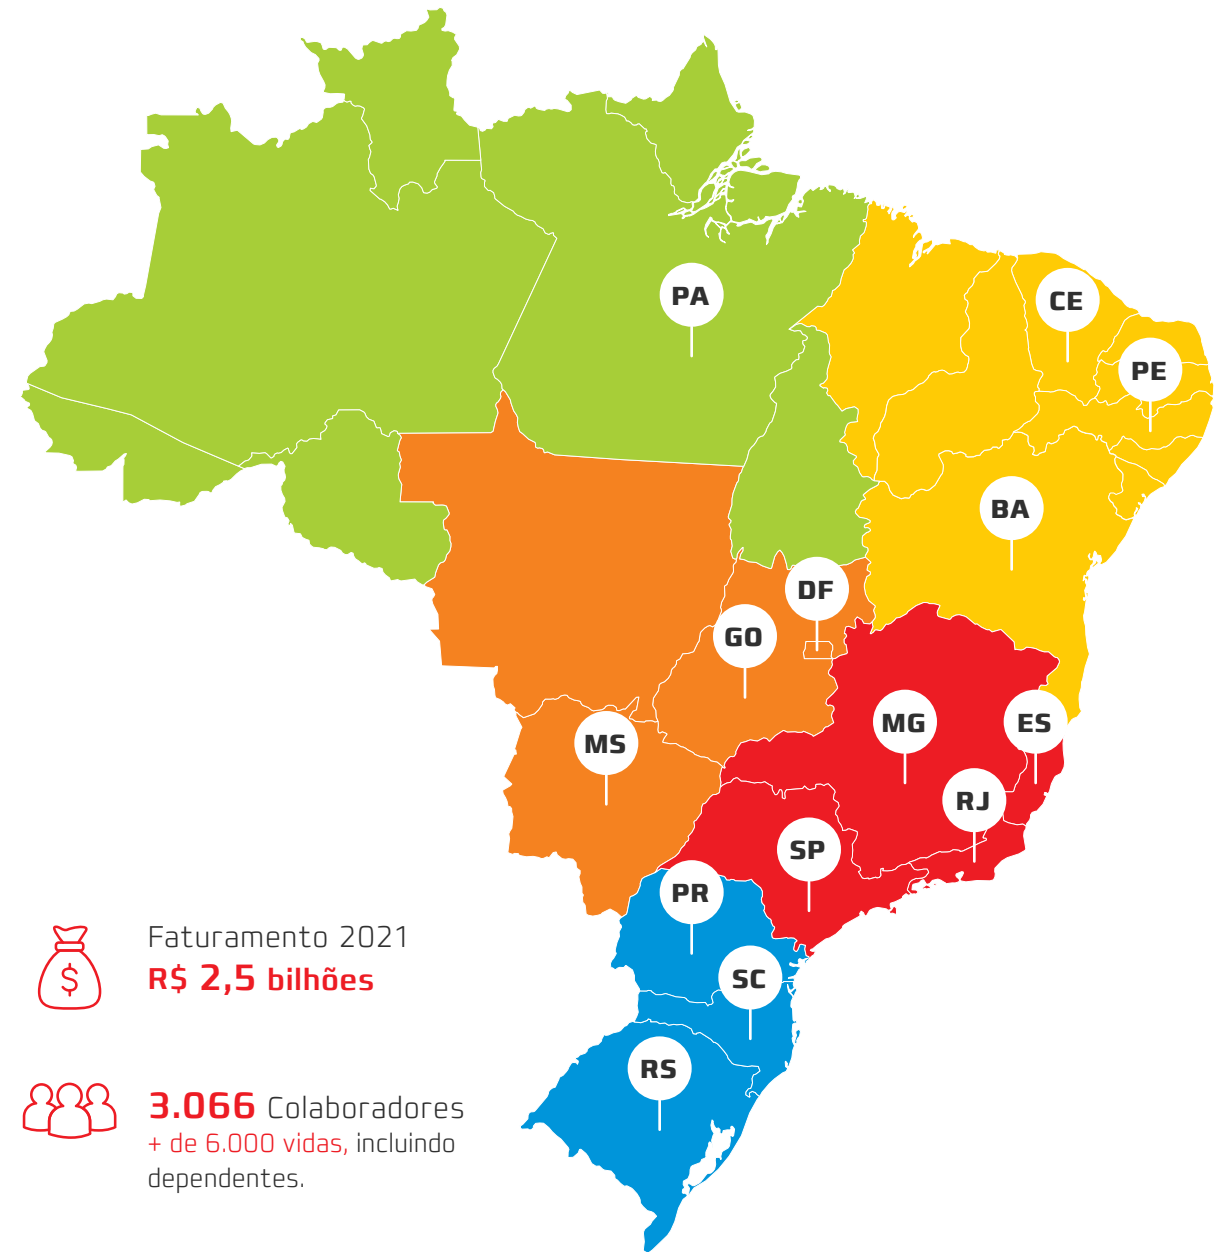 PA
CE
PE
BA
DF
GO
MG
ES
MS
RJ
SP
PR
SC
RS
$
Faturamento 2021
R$ 2,5 bilhões
3.066 Colaboradores
+ de 6.000 vidas, incluindo
dependentes.